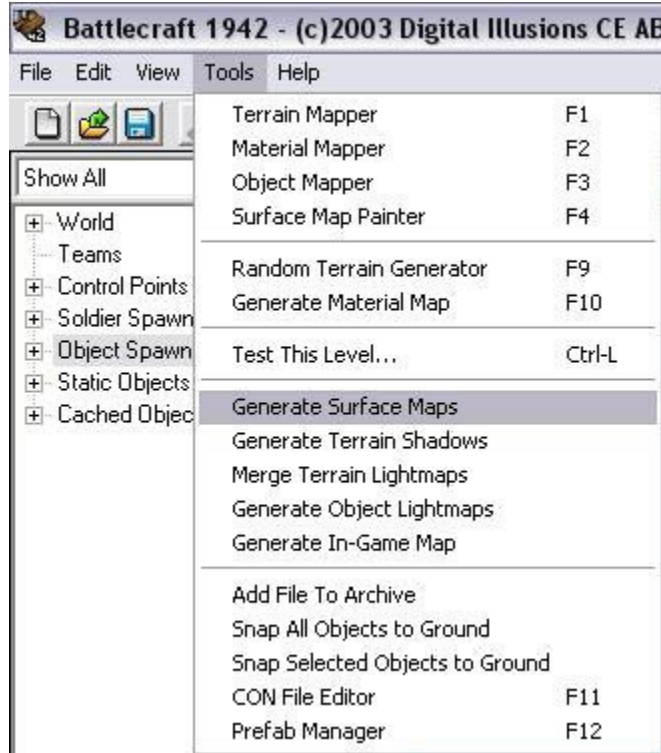 Battlecraft 1942 - (c)2003 Digital Illusions CE AB
File Edit View Tools Help
Show All
World
Teams
Control Points
Soldier Spawn
Object Spawn
Static Objects
Cached Objec
Terrain Mapper F1
Material Mapper F2
Object Mapper F3
Surface Map Painter F4
Random Terrain Generator F9
Generate Material Map F10
Test This Level... Ctrl-L
Generate Surface Maps
Generate Terrain Shadows
Merge Terrain Lightmaps
Generate Object Lightmaps
Generate In-Game Map
Add File To Archive
Snap All Objects to Ground
Snap Selected Objects to Ground
CON File Editor F11
Prefab Manager F12